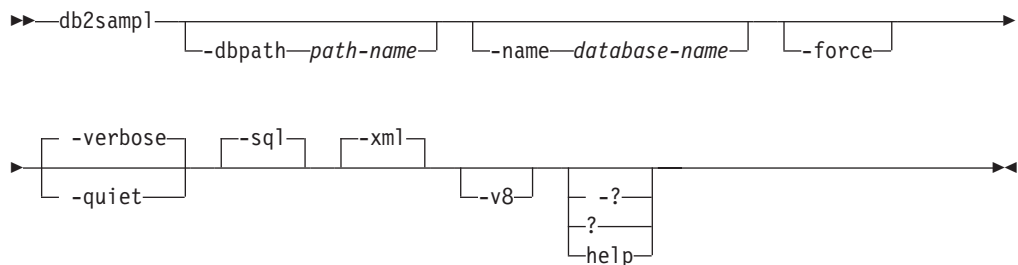 db2sampl
-dbpath path-name -name database-name -force
-verbose -sql -xml
-quiet -v8 -?
?
help